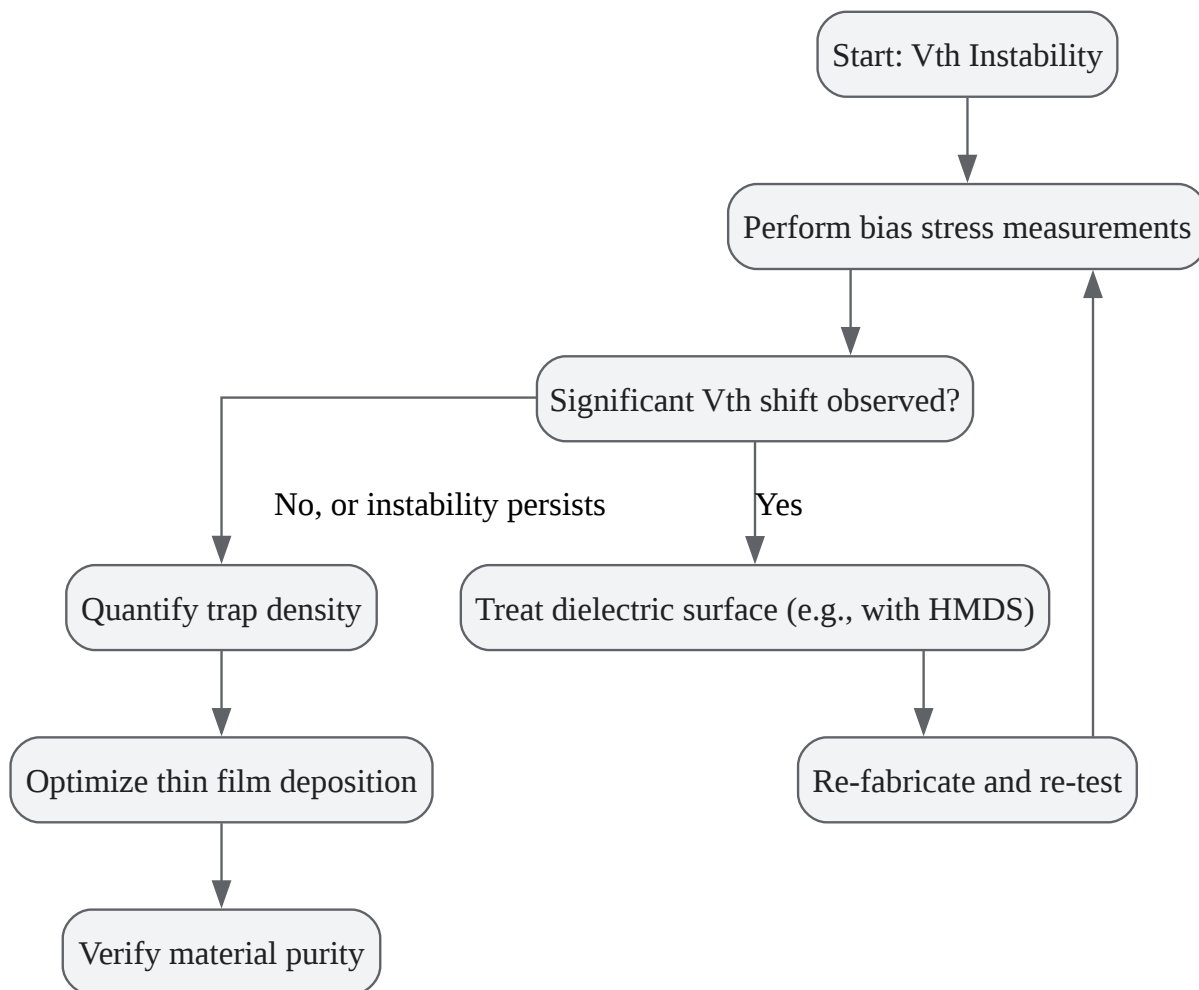 Start: Vth Instability
Perform bias stress measurements
Significant Vth shift observed?
No, or instability persists
Yes
Quantify trap density
Treat dielectric surface (e.g., with HMDS)
Optimize thin film deposition
Re-fabricate and re-test
Verify material purity